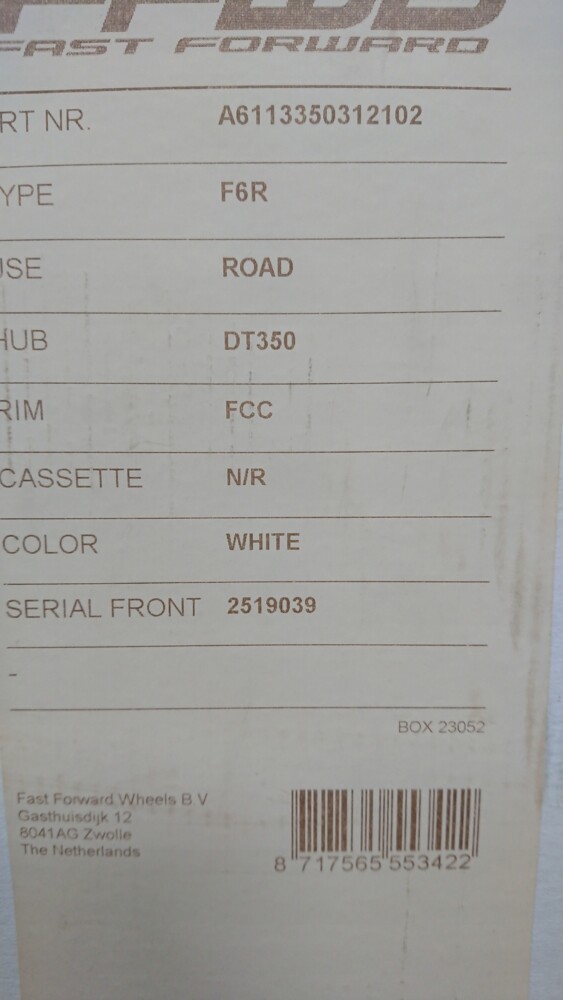 FFWD
FAST FORWARD
RT NR. A6113350312102
YPE F6R
USE ROAD
HUB DT350
RIM FCC
CASSETTE N/R
COLOR WHITE
SERIAL FRONT 2519039
-
BOX 23052
Fast Forward Wheels B V
Gasthuisdijk 12
8041AG Zwolle
The Netherlands
8 717565 553422